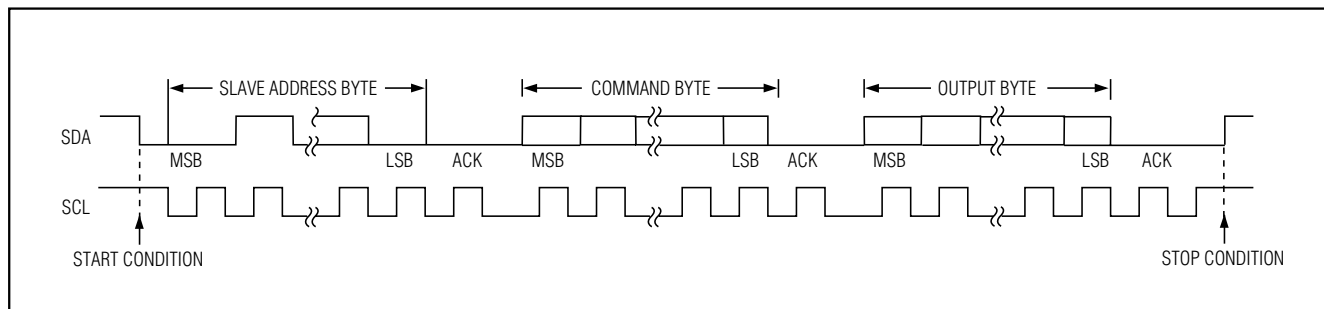 SLAVE ADDRESS BYTE COMMAND BYTE OUTPUT BYTE
SDA
MSB LSB ACK MSB LSB ACK MSB LSB ACK
SCL
START CONDITION STOP CONDITION